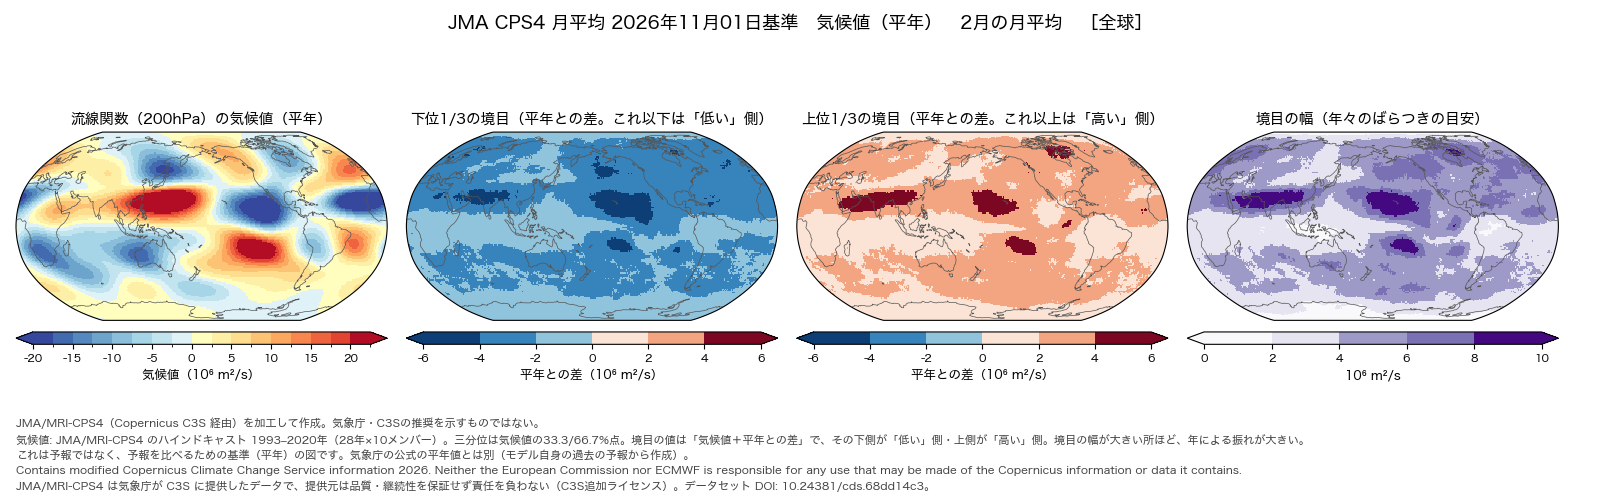 JMA CPS4 月平均 2026年11月01日基準　気候値（平年）　2月の月平均　［全球］
流線関数（200hPa）の気候値（平年）
下位1/3の境目（平年との差。これ以下は「低い」側）
上位1/3の境目（平年との差。これ以上は「高い」側）
境目の幅（年々のばらつきの目安）
-20 -15 -10 -5 0 5 10 15 20
-6 -4 -2 0 2 4 6
-6 -4 -2 0 2 4 6
0 2 4 6 8 10
気候値（10⁶ m²/s）
平年との差（10⁶ m²/s）
平年との差（10⁶ m²/s）
10⁶ m²/s
JMA/MRI-CPS4（Copernicus C3S 経由）を加工して作成。気象庁・C3Sの推奨を示すものではない。
気候値: JMA/MRI-CPS4 のハインドキャスト 1993–2020年（28年×10メンバー）。三分位は気候値の33.3/66.7%点。境目の値は「気候値＋平年との差」で、その下側が「低い」側・上側が「高い」側。境目の幅が大きい所ほど、年による振れが大きい。
これは予報ではなく、予報を比べるための基準（平年）の図です。気象庁の公式の平年値とは別（モデル自身の過去の予報から作成）。
Contains modified Copernicus Climate Change Service information 2026. Neither the European Commission nor ECMWF is responsible for any use that may be made of the Copernicus information or data it contains.
JMA/MRI-CPS4 は気象庁が C3S に提供したデータで、提供元は品質・継続性を保証せず責任を負わない（C3S追加ライセンス）。データセット DOI: 10.24381/cds.68dd14c3。